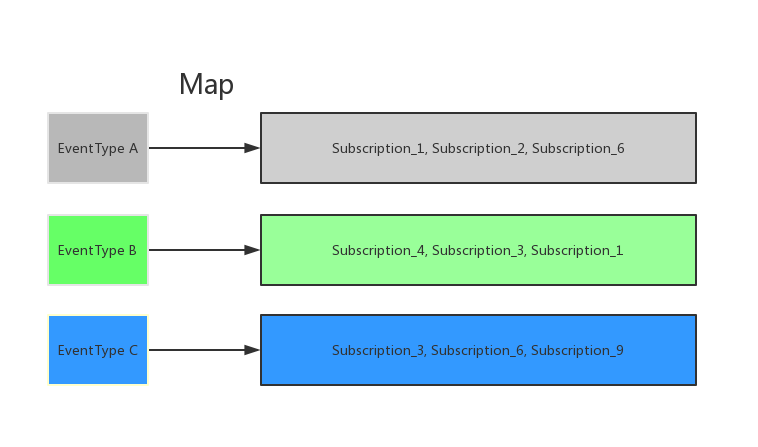 Map
EventType A
Subscription_1, Subscription_2, Subscription_6
EventType B
Subscription_4, Subscription_3, Subscription_1
EventType C
Subscription_3, Subscription_6, Subscription_9